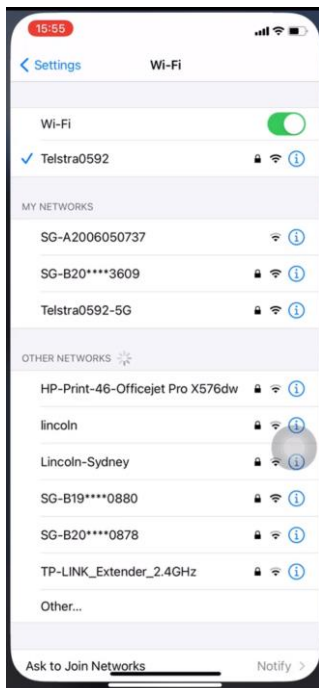 15:55
Settings
Wi-Fi
Wi-Fi
Telstra0592
MY NETWORKS
SG-A2006050737
SG-B20****3609
Telstra0592-5G
OTHER NETWORKS
HP-Print-46-Officejet Pro X576dw
lincoln
Lincoln-Sydney
SG-B19****0880
SG-B20****0878
TP-LINK_Extender_2.4GHz
Other...
Ask to Join Networks
Notify